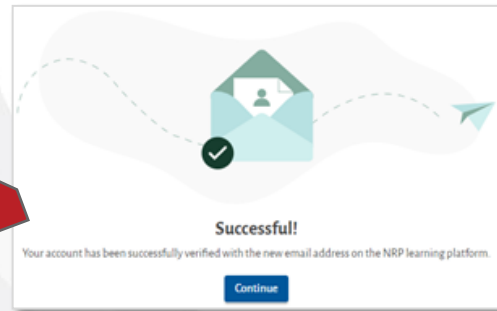 Successful!
Your account has been successfully verified with the new email address on the NRP learning platform.
Continue